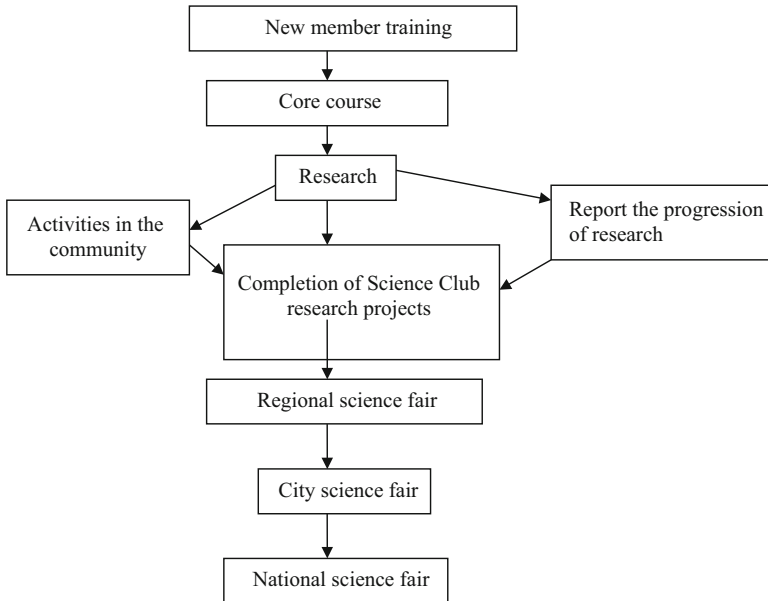 New member training
Core course
Research
Activities in the
community
Report the progression
of research
Completion of Science Club
research projects
Regional science fair
City science fair
National science fair